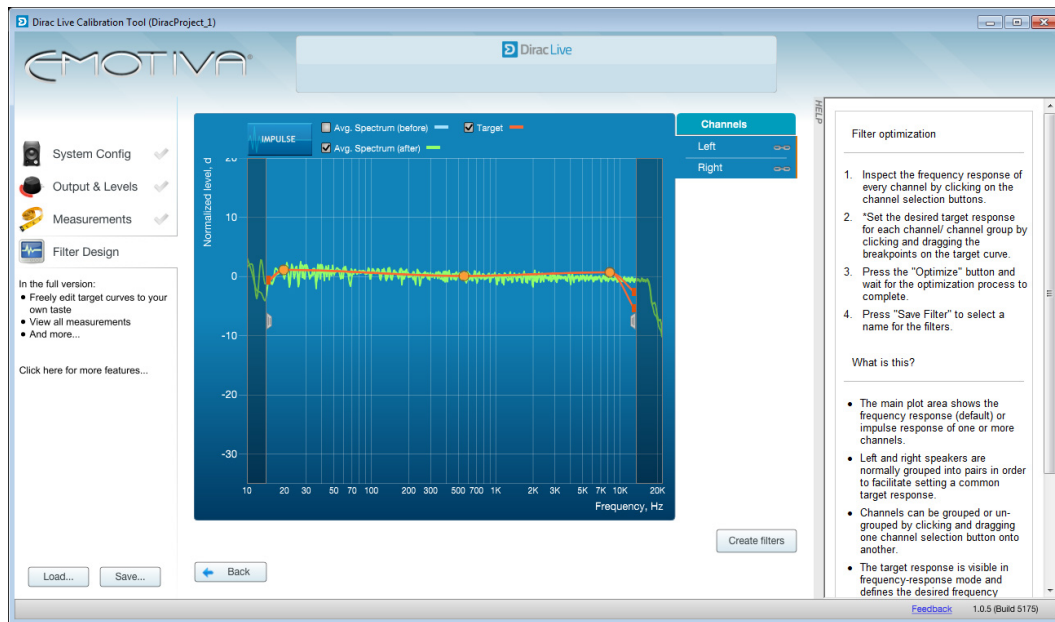 Dirac Live Calibration Tool (DiracProject_1)
EMOTIVA®
Dirac Live
HELP
System Config
Output & Levels
Measurements
Filter Design
In the full version:
• Freely edit target curves to your
own taste
• View all measurements
• And more...
Click here for more features...
Load...
Save...
IMPULSE
Avg. Spectrum (before)
Target
Avg. Spectrum (after)
Channels
Left
Right
Normalized level, d
20
10
0
-10
-20
-30
10 20 30 50 70 100 200 300 500 700 1K 2K 3K 5K 7K 10K 20K
Frequency, Hz
Create filters
Back
Filter optimization
1. Inspect the frequency response of
every channel by clicking on the
channel selection buttons.
2. *Set the desired target response
for each channel/ channel group by
clicking and dragging the
breakpoints on the target curve.
3. Press the "Optimize" button and
wait for the optimization process to
complete.
4. Press "Save Filter" to select a
name for the filters.
What is this?
• The main plot area shows the
frequency response (default) or
impulse response of one or more
channels.
• Left and right speakers are
normally grouped into pairs in order
to facilitate setting a common
target response.
• Channels can be grouped or un-
grouped by clicking and dragging
one channel selection button onto
another.
• The target response is visible in
frequency-response mode and
defines the desired frequency
Feedback
1.0.5 (Build 5175)